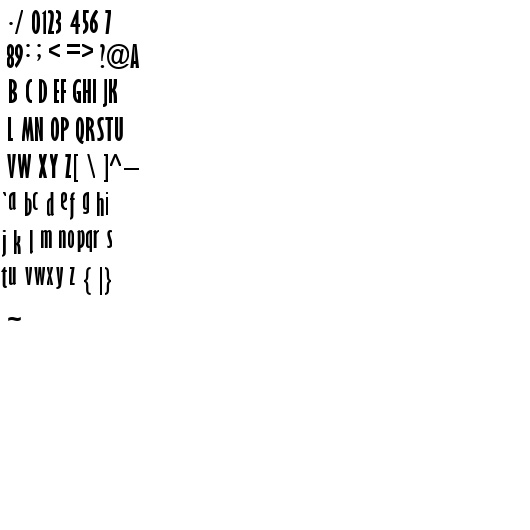 ·/ 0123 456 7
89: ; < => ?@A
B C D EF GHI JK
L MN OP QRSTU
VW XY Z[ \ ]^—
`a bc d ef g hi
j k l m nopqr s
tu vwxy z { |}
~